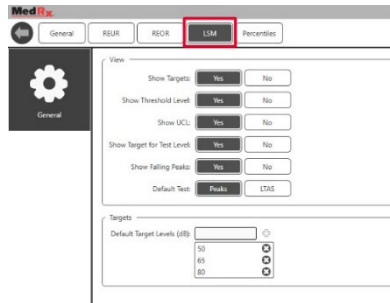 MedRx
General REUR REOR LSM Percentiles
General
View
Show Targets: Yes No
Show Threshold Level: Yes No
Show UCL: Yes No
Show Target for Test Level: Yes No
Show Falling Peaks: Yes No
Default Test: Peaks LTAS
Targets
Default Target Levels (dB):
50
65
80